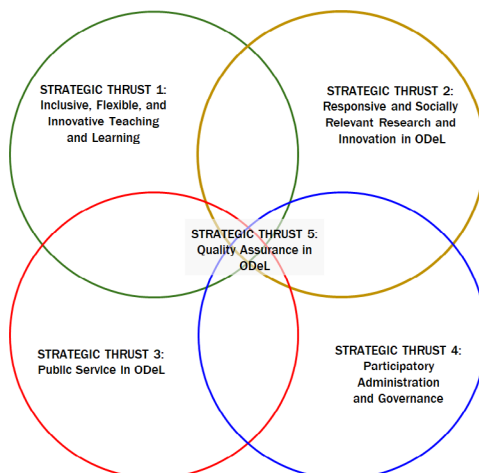 STRATEGIC THRUST 1:
Inclusive, Flexible, and
Innovative Teaching
and Learning
STRATEGIC THRUST 2:
Responsive and Socially
Relevant Research and
Innovation in ODeL
STRATEGIC THRUST 5:
Quality Assurance in
ODeL
STRATEGIC THRUST 3:
Public Service in ODeL
STRATEGIC THRUST 4:
Participatory
Administration
and Governance